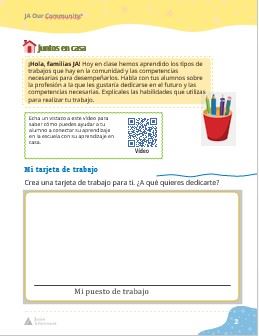 JA Our Community®
Juntos en casa
¡Hola, familias JA! Hoy en clase hemos aprendido los tipos de
trabajos que hay en la comunidad y las competencias
necesarias para desempeñarlos. Habla con tus alumnos sobre
la profesión a la que les gustaría dedicarse en el futuro y las
competencias necesarias. Explícales las habilidades que utilizas
para realizar tu trabajo.
Echa un vistazo a este vídeo para
saber cómo puedes ayudar a tu
alumno a conectar su aprendizaje
en la escuela con su aprendizaje en
casa.
Vídeo
Mi tarjeta de trabajo
Crea una tarjeta de trabajo para ti. ¿A qué quieres dedicarte?
Mi puesto de trabajo
Junior
Achievement
2